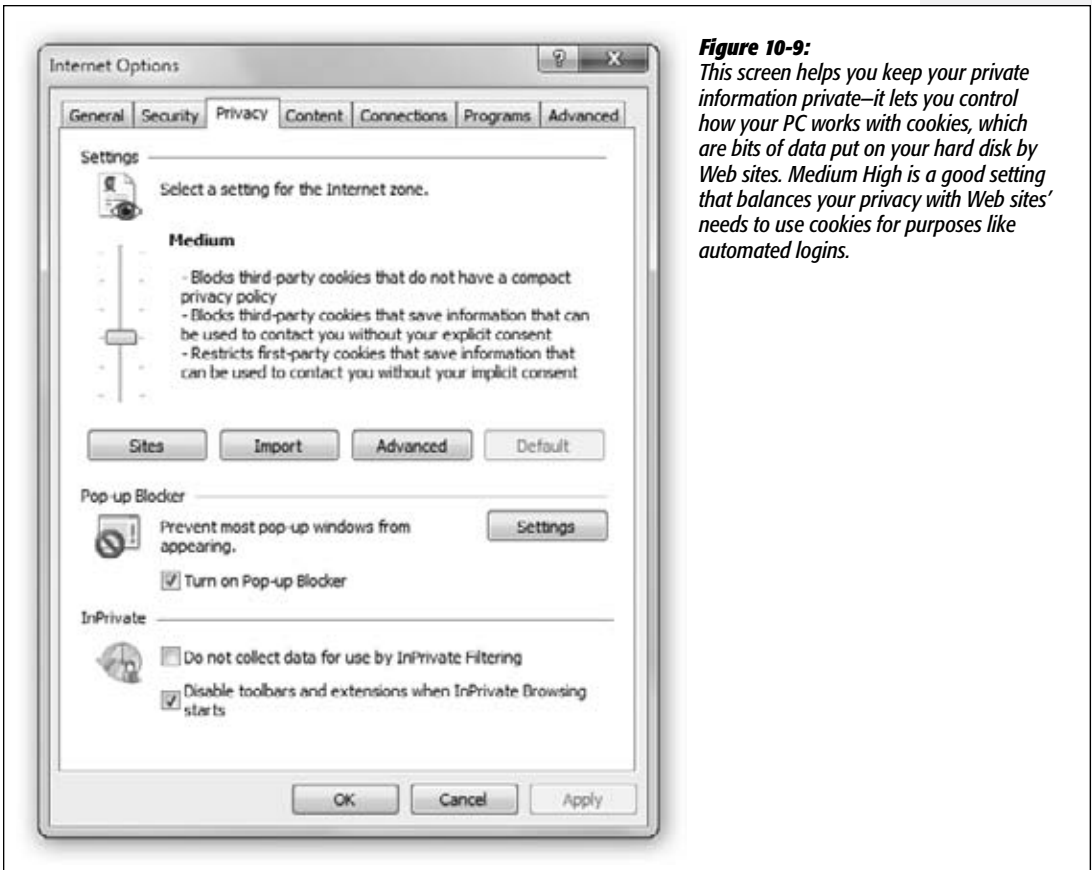 Internet Options
General Security Privacy Content Connections Programs Advanced
Settings
Select a setting for the Internet zone.
Medium
- Blocks third-party cookies that do not have a compact
privacy policy
- Blocks third-party cookies that save information that can
be used to contact you without your explicit consent
- Restricts first-party cookies that save information that
can be used to contact you without your implicit consent
Sites Import Advanced Default
Pop-up Blocker
Prevent most pop-up windows from
appearing.
Settings
Turn on Pop-up Blocker
InPrivate
Do not collect data for use by InPrivate Filtering
Disable toolbars and extensions when InPrivate Browsing
starts
OK Cancel Apply
Figure 10-9:
This screen helps you keep your private
information private—it lets you control
how your PC works with cookies, which
are bits of data put on your hard disk by
Web sites. Medium High is a good setting
that balances your privacy with Web sites’
needs to use cookies for purposes like
automated logins.